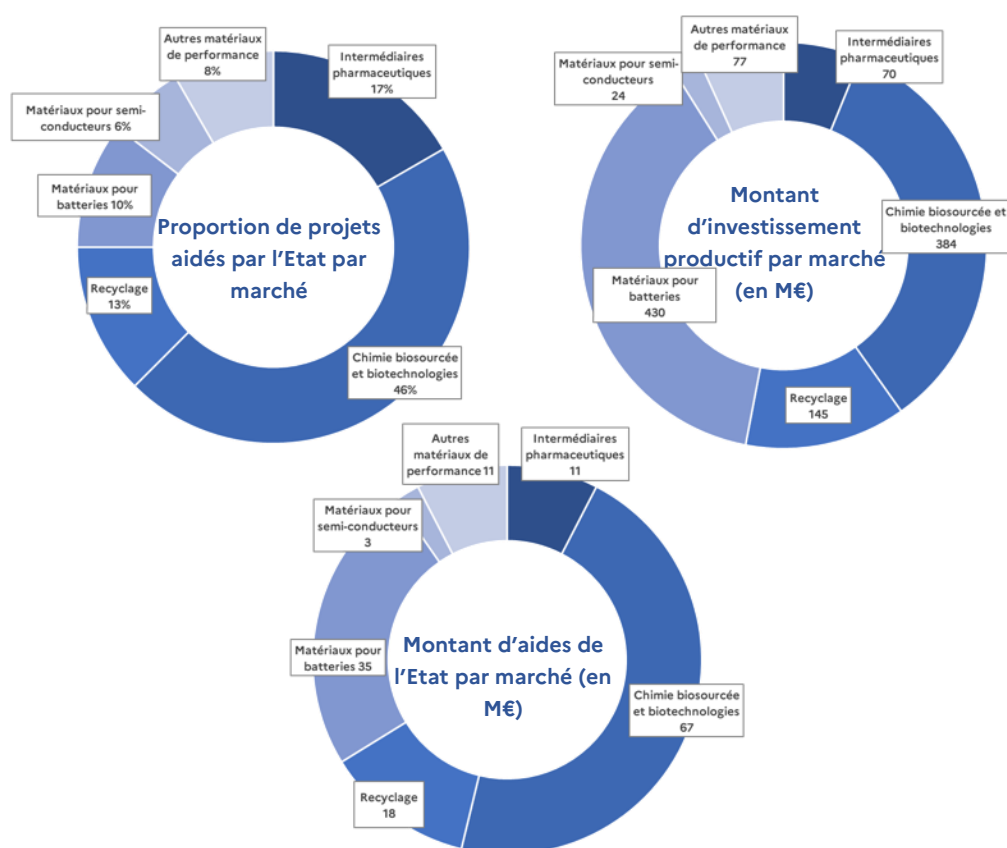 Autres matériaux
de performance
8%
Intermédiaires
pharmaceutiques
17%
Matériaux pour semi-
conducteurs 6%
Matériaux pour
batteries 10%
Recyclage
13%
Chimie biosourcée
et biotechnologies
46%
Proportion de projets
aidés par l'Etat par
marché
Autres matériaux
de performance
77
Intermédiaires
pharmaceutiques
70
Matériaux pour semi-
conducteurs
24
Chimie biosourcée et
biotechnologies
384
Matériaux pour
batteries
430
Recyclage
145
Montant
d'investissement
productif par marché
(en M€)
Autres
matériaux de
performance 11
Intermédiaires
pharmaceutiques
11
Matériaux pour
semi-conducteurs
3
Matériaux pour
batteries 35
Chimie biosourcée
et biotechnologies
67
Recyclage
18
Montant d'aides de
l'Etat par marché (en
M€)